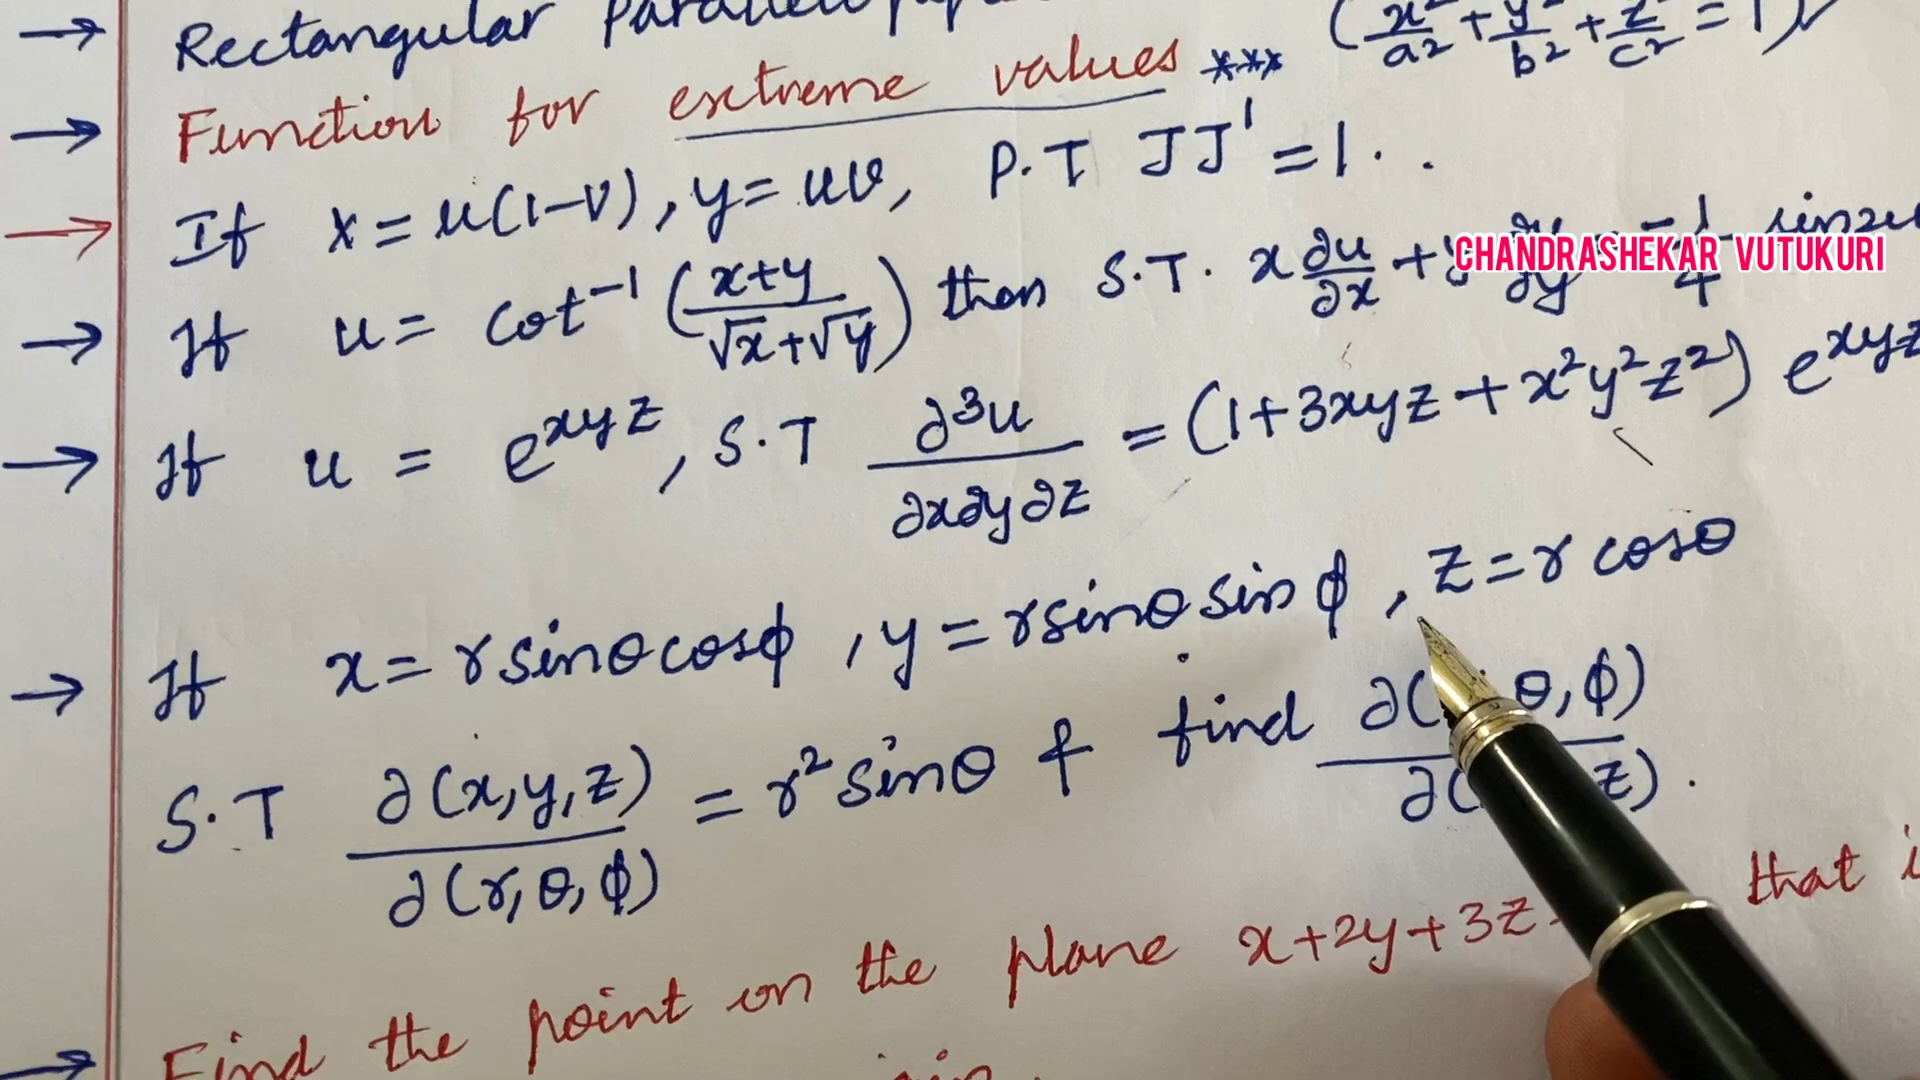 → Rectangular (x²/a² + y²/b² + z²/c² = 1)
→ Function for extreme values ***
→ If x = u(1-v), y = uv, P.T JJ' = 1.
→ If u = cot⁻¹ ((x+y)/(√x+√y)) then S.T. x ∂u/∂x +
CHANDRASHEKAR VUTUKURI
→ If u = e^xyz, S.T ∂³u/∂x∂y∂z = (1+3xyz+x²y²z²) e^xyz
→ If x = r sinθ cosϕ, y = r sinθ sin ϕ, z = r cosθ
S.T ∂(x,y,z)/∂(r,θ,ϕ) = r² sinθ & find ∂( θ,ϕ)/∂( z).
→ Find the point on the plane x+2y+3z that